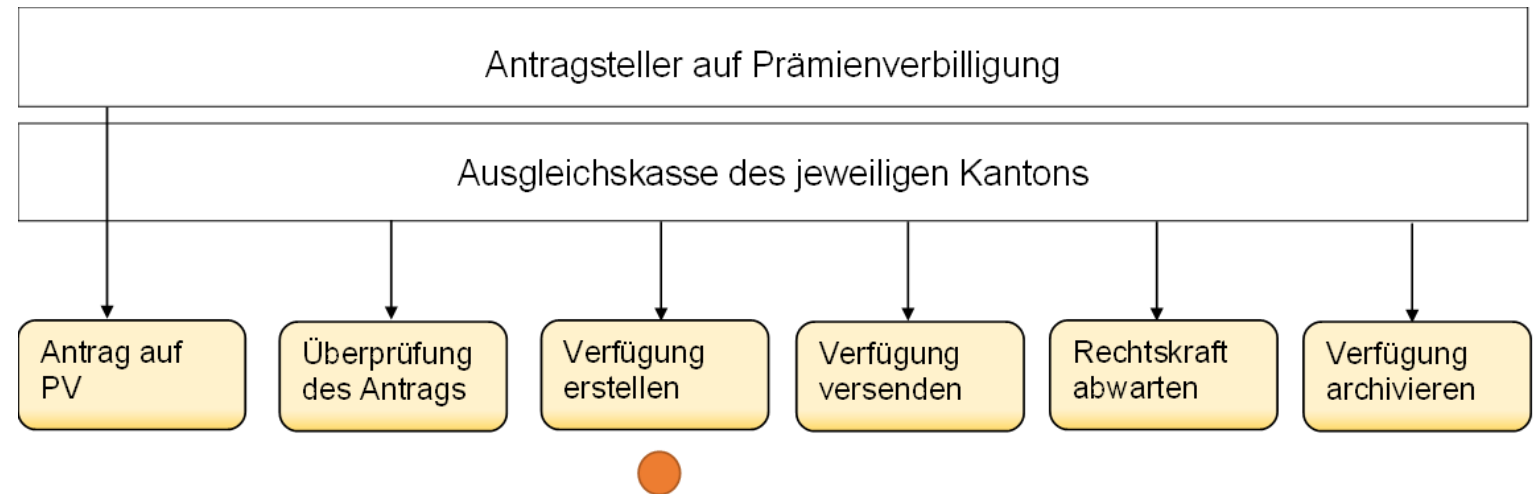 Antragsteller auf Prämienverbilligung
Ausgleichskasse des jeweiligen Kantons
Antrag auf
PV
Überprüfung
des Antrags
Verfügung
erstellen
Verfügung
versenden
Rechtskraft
abwarten
Verfügung
archivieren